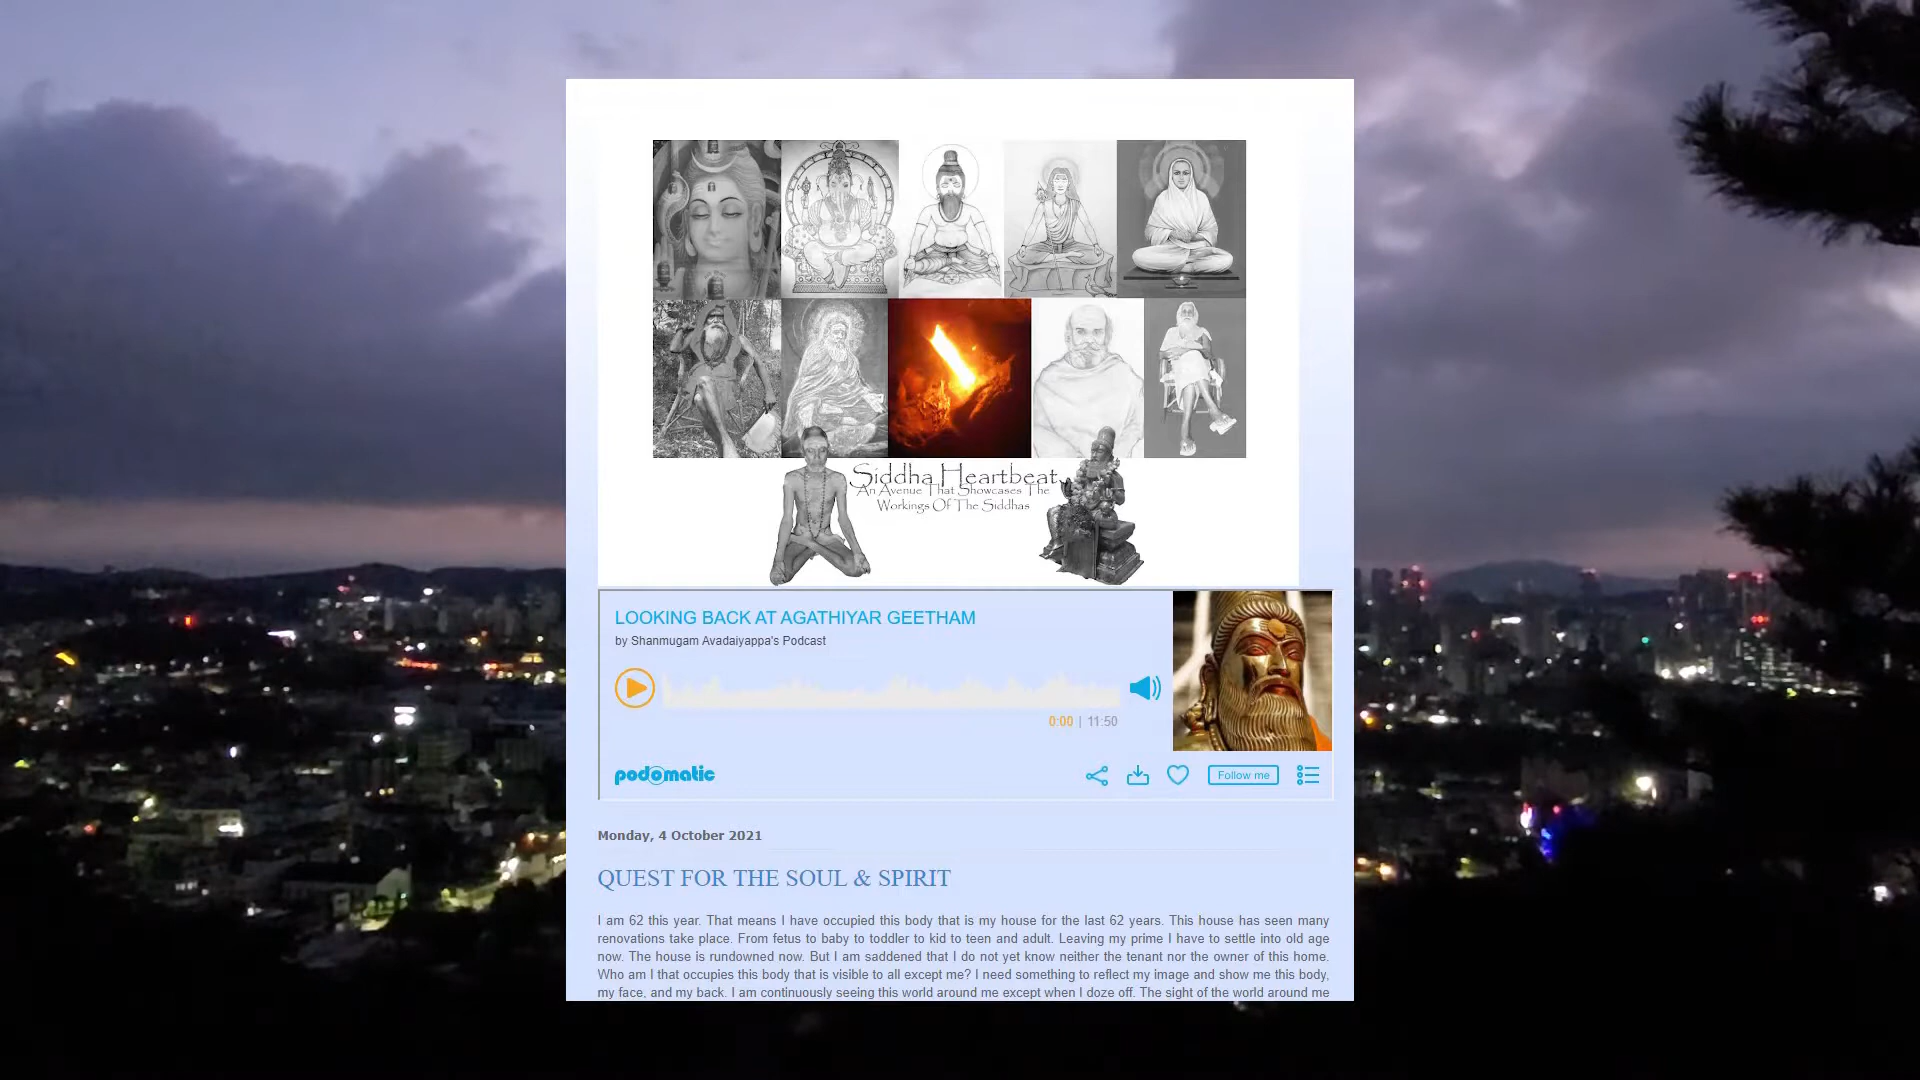 Siddha Heartbeat
An Avenue That Showcases The
Workings Of The Siddhas
LOOKING BACK AT AGATHIYAR GEETHAM
by Shanmugam Avadaiyappa's Podcast
0:00 | 11:50
podomatic
Follow me
Monday, 4 October 2021
QUEST FOR THE SOUL & SPIRIT
I am 62 this year. That means I have occupied this body that is my house for the last 62 years. This house has seen many
renovations take place. From fetus to baby to toddler to kid to teen and adult. Leaving my prime I have to settle into old age
now. The house is rundowned now. But I am saddened that I do not yet know neither the tenant nor the owner of this home.
Who am I that occupies this body that is visible to all except me? I need something to reflect my image and show me this body,
my face, and my back. I am continuously seeing this world around me except when I doze off. The sight of the world around me